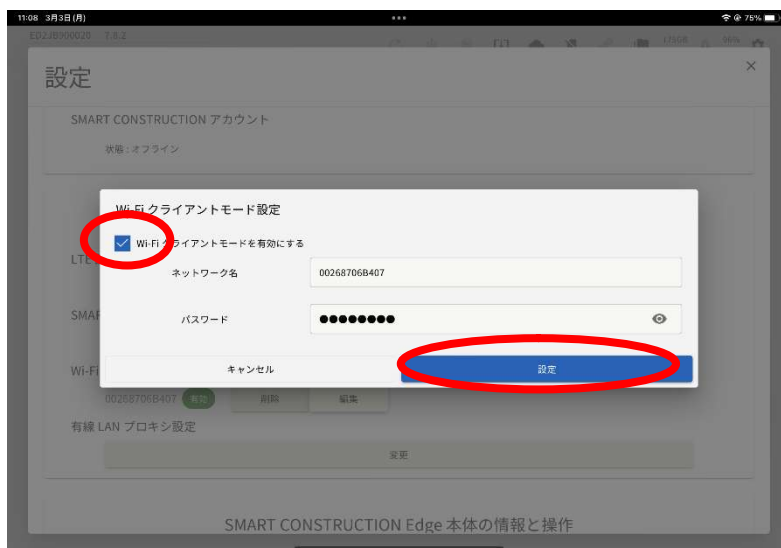 11:08 3月3日(月)
75%
ED2JB900020 7.8.2
175GB
96%
設定
SMART CONSTRUCTION アカウント
状態 : オフライン
Wi-Fi クライアントモード設定
Wi-Fi クライアントモードを有効にする
LTE
ネットワーク名 00268706B407
SMAR
パスワード ●●●●●●●●
Wi-Fi
キャンセル 設定
00268706B407 有効 削除 編集
有線 LAN プロキシ設定
変更
SMART CONSTRUCTION Edge 本体の情報と操作